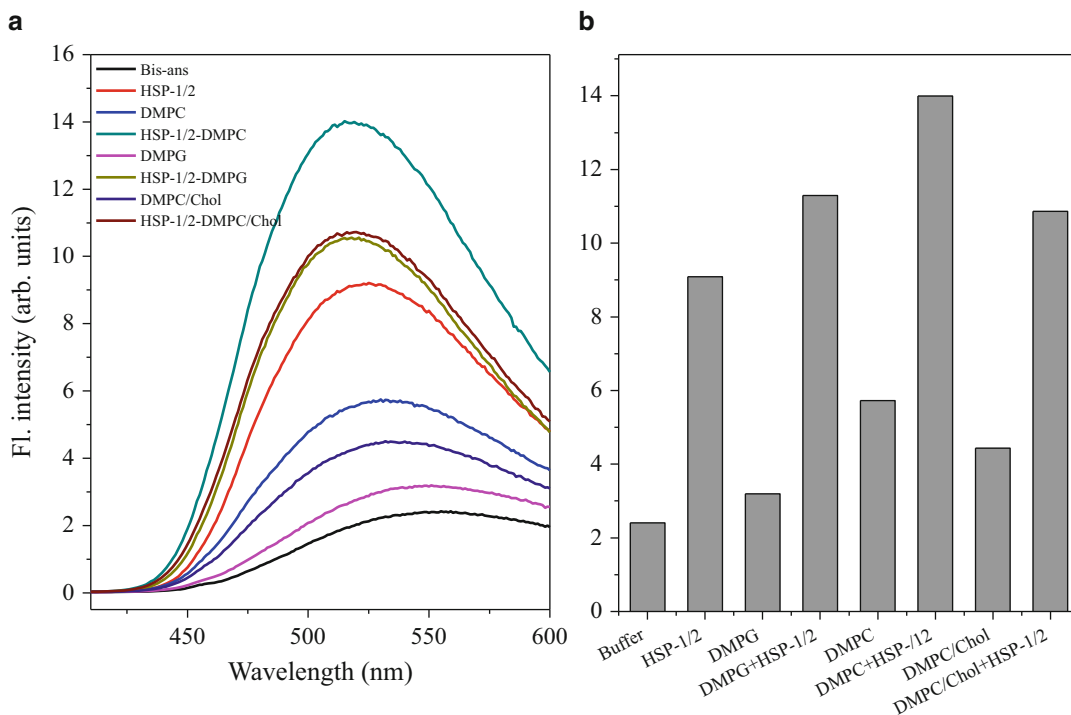 a
16
14
12
10
8
6
4
2
0
Fl. intensity (arb. units)
Bis-ans
HSP-1/2
DMPC
HSP-1/2-DMPC
DMPG
HSP-1/2-DMPG
DMPC/Chol
HSP-1/2-DMPC/Chol
450
500
550
600
Wavelength (nm)
b
14
12
10
8
6
4
2
0
Buffer
HSP-1/2
DMPG
DMPG+HSP-1/2
DMPC
DMPC+HSP-/12
DMPC/Chol
DMPC/Chol+HSP-1/2